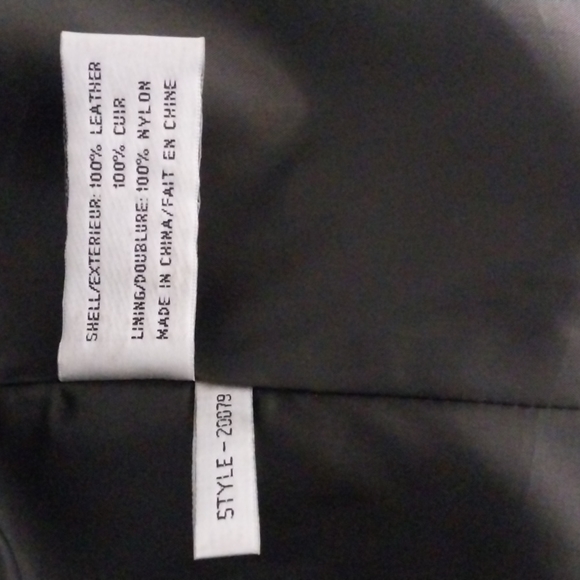 SHELL/EXTERIEUR: 100% LEATHER
100% CUIR
LINING/DOUBLURE: 100% NYLON
MADE IN CHINA/FAIT EN CHINE
STYLE - 20079